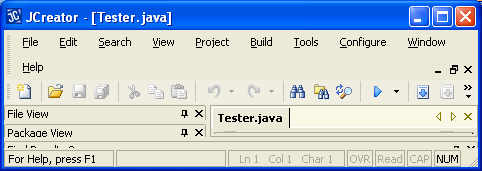 JCreator - [Tester.java]
File Edit Search View Project Build Tools Configure Window
Help
File View
Tester.java
Package View
For Help, press F1
Ln 1 Col 1 Char 1 OVR Read CAP NUM